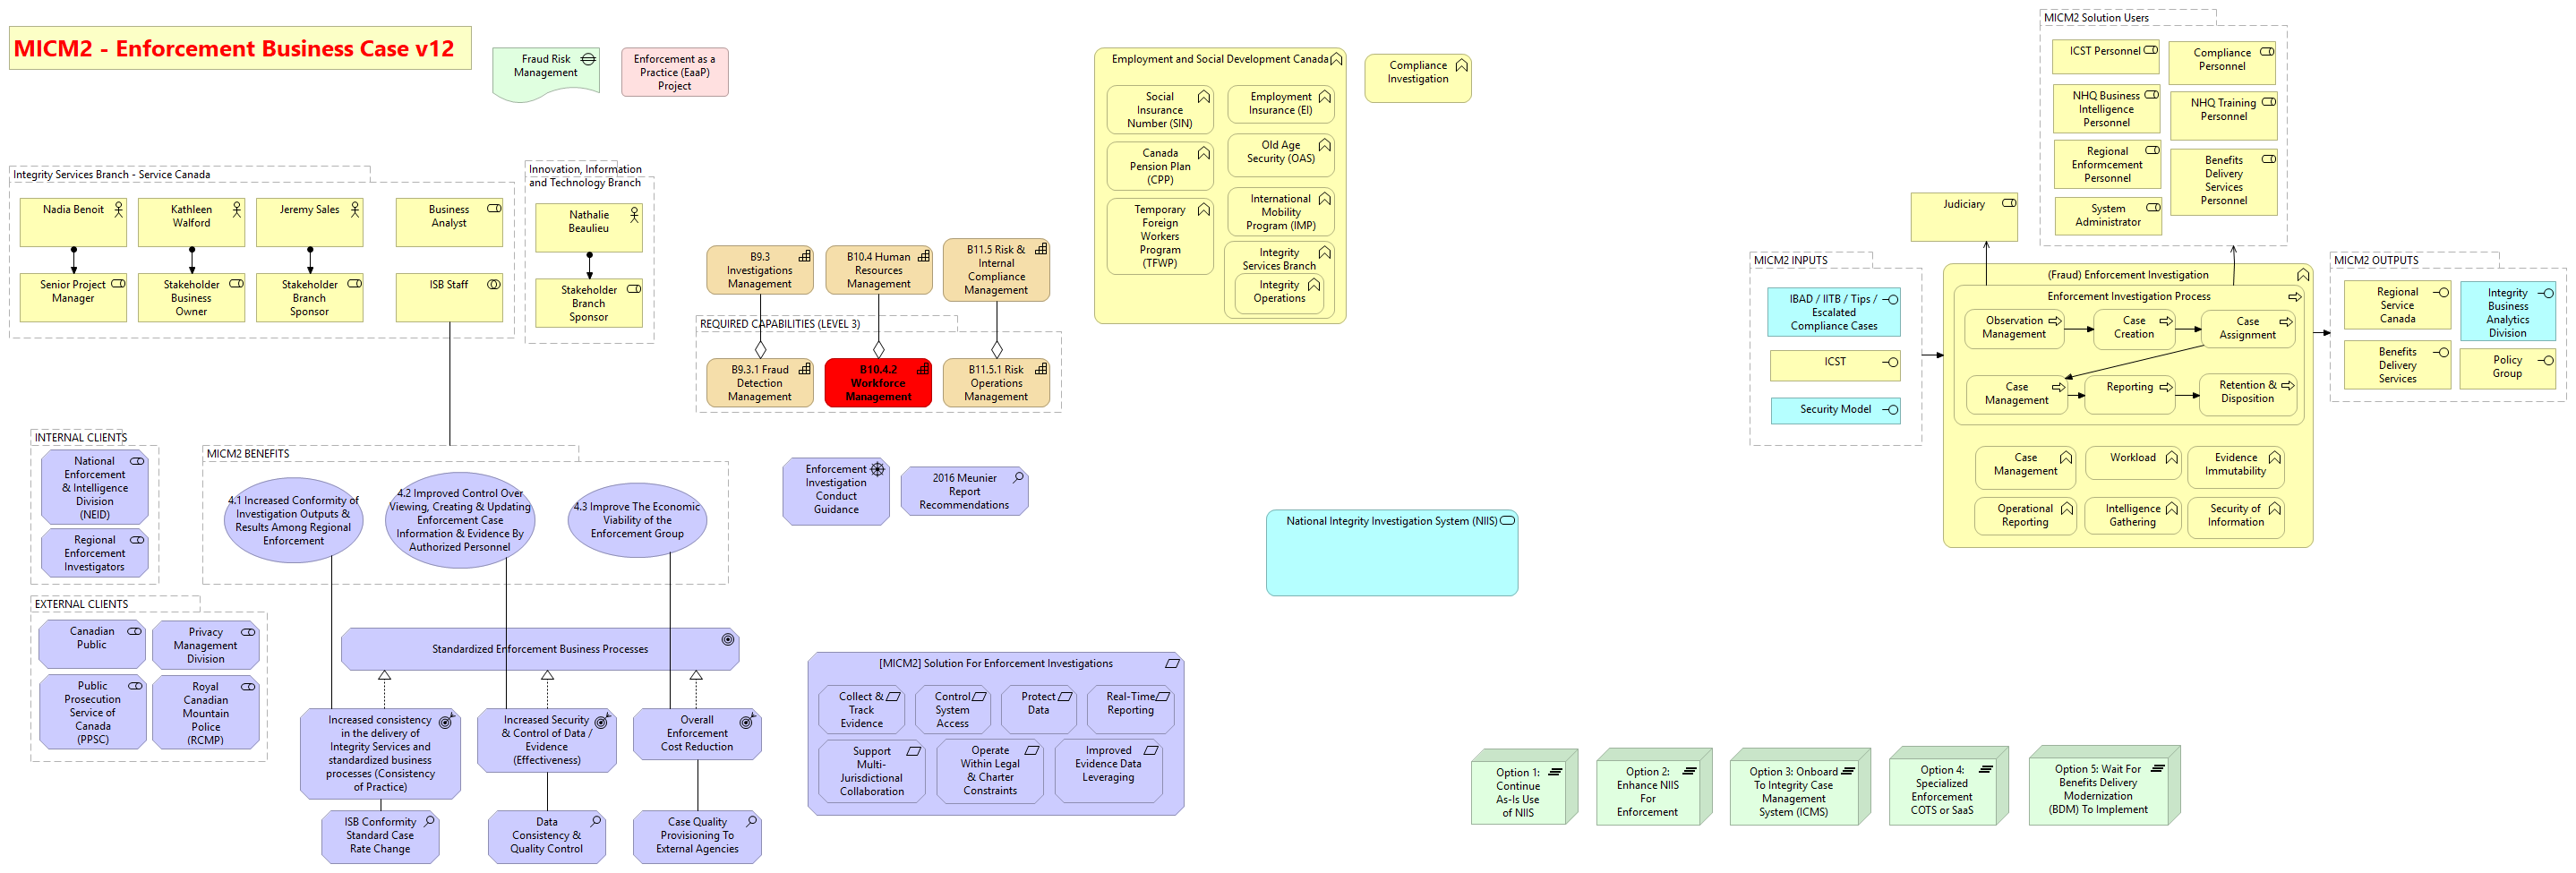 MICM2 - Enforcement Business Case v12
Fraud Risk
Management
Enforcement as a
Practice (EaaP)
Project
Employment and Social Development Canada
Social
Insurance
Number (SIN)
Employment
Insurance (EI)
Canada
Pension Plan
(CPP)
Old Age
Security (OAS)
Temporary
Foreign
Workers
Program
(TFWP)
International
Mobility
Program (IMP)
Integrity
Services Branch
Integrity
Operations
Compliance
Investigation
MICM2 Solution Users
ICST Personnel
Compliance
Personnel
NHQ Business
Intelligence
Personnel
NHQ Training
Personnel
Regional
Enformcement
Personnel
Benefits
Delivery
Services
Personnel
System
Administrator
Judiciary
Integrity Services Branch - Service Canada
Nadia Benoit
Kathleen
Walford
Jeremy Sales
Business
Analyst
Senior Project
Manager
Stakeholder
Business
Owner
Stakeholder
Branch
Sponsor
ISB Staff
Innovation, Information
and Technology Branch
Nathalie
Beaulieu
Stakeholder
Branch
Sponsor
B9.3
Investigations
Management
B10.4 Human
Resources
Management
B11.5 Risk &
Internal
Compliance
Management
REQUIRED CAPABILITIES (LEVEL 3)
B9.3.1 Fraud
Detection
Management
B10.4.2
Workforce
Management
B11.5.1 Risk
Operations
Management
MICM2 INPUTS
IBAD / IITB / Tips /
Escalated
Compliance Cases
ICST
Security Model
(Fraud) Enforcement Investigation
Enforcement Investigation Process
Observation
Management
Case
Creation
Case
Assignment
Case
Management
Reporting
Retention &
Disposition
Case
Management
Workload
Evidence
Immutability
Operational
Reporting
Intelligence
Gathering
Security of
Information
MICM2 OUTPUTS
Regional
Service
Canada
Integrity
Business
Analytics
Division
Benefits
Delivery
Services
Policy
Group
INTERNAL CLIENTS
National
Enforcement
& Intelligence
Division
(NEID)
Regional
Enforcement
Investigators
EXTERNAL CLIENTS
Canadian
Public
Privacy
Management
Division
Public
Prosecution
Service of
Canada
(PPSC)
Royal
Canadian
Mountain
Police
(RCMP)
MICM2 BENEFITS
4.1 Increased Conformity of
Investigation Outputs &
Results Among Regional
Enforcement
4.2 Improved Control Over
Viewing, Creating & Updating
Enforcement Case
Information & Evidence By
Authorized Personnel
4.3 Improve The Economic
Viability of the
Enforcement Group
Standardized Enforcement Business Processes
Increased consistency
in the delivery of
Integrity Services and
standardized business
processes (Consistency
of Practice)
Increased Security
& Control of Data /
Evidence
(Effectiveness)
Overall
Enforcement
Cost Reduction
ISB Conformity
Standard Case
Rate Change
Data
Consistency &
Quality Control
Case Quality
Provisioning To
External Agencies
Enforcement
Investigation
Conduct
Guidance
2016 Meunier
Report
Recommendations
[MICM2] Solution For Enforcement Investigations
Collect &
Track
Evidence
Control
System
Access
Protect
Data
Real-Time
Reporting
Support
Multi-
Jurisdictional
Collaboration
Operate
Within Legal
& Charter
Constraints
Improved
Evidence Data
Leveraging
National Integrity Investigation System (NIIS)
Option 1:
Continue
As-Is Use
of NIIS
Option 2:
Enhance NIIS
For
Enforcement
Option 3: Onboard
To Integrity Case
Management
System (ICMS)
Option 4:
Specialized
Enforcement
COTS or SaaS
Option 5: Wait For
Benefits Delivery
Modernization
(BDM) To Implement